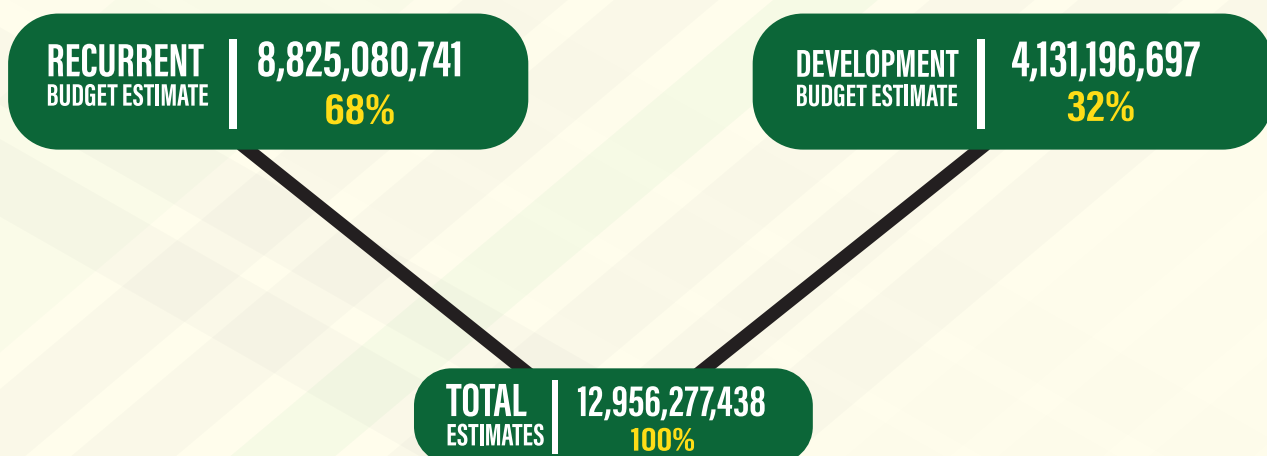 RECURRENT
BUDGET ESTIMATE
8,825,080,741
68%
DEVELOPMENT
BUDGET ESTIMATE
4,131,196,697
32%
TOTAL
ESTIMATES
12,956,277,438
100%